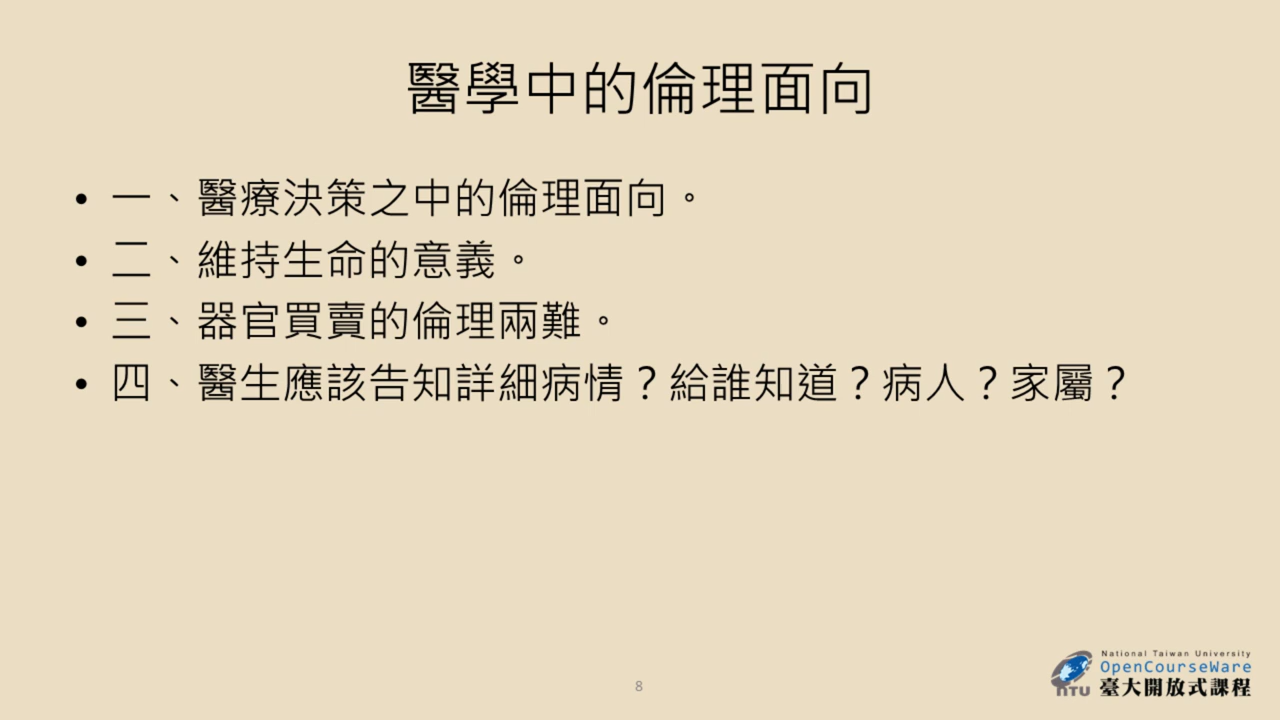 醫學中的倫理面向
• 一、醫療決策之中的倫理面向。
• 二、維持生命的意義。
• 三、器官買賣的倫理兩難。
• 四、醫生應該告知詳細病情？給誰知道？病人？家屬？
8
National Taiwan University
OpenCourseWare
NTU 臺大開放式課程